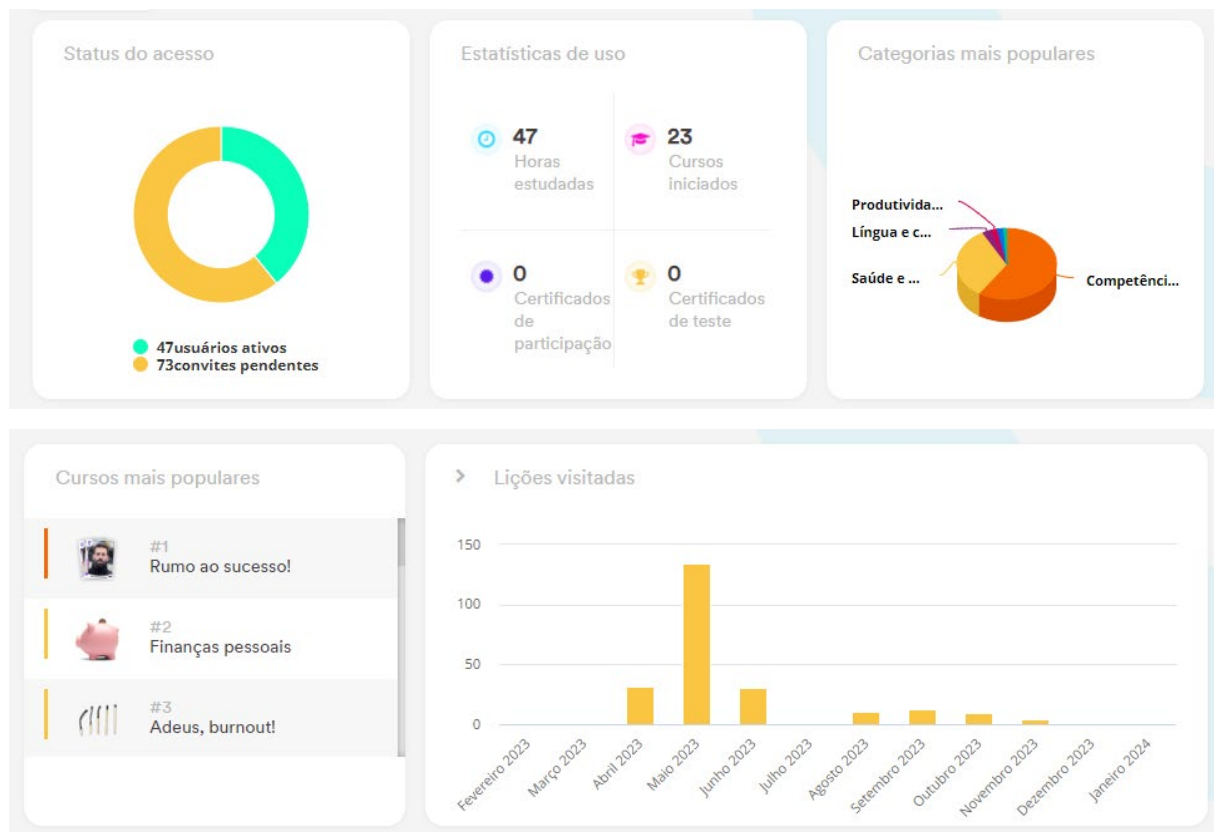 Status do acesso
47usuários ativos
73convites pendentes
Estatísticas de uso
47
Horas
estudadas
23
Cursos
iniciados
0
Certificados
de
participação
0
Certificados
de teste
Categorias mais populares
Produtivida...
Língua e c...
Saúde e ...
Competênci...
Cursos mais populares
#1
Rumo ao sucesso!
#2
Finanças pessoais
#3
Adeus, burnout!
Lições visitadas
150
100
50
0
Fevereiro 2023
Março 2023
Abril 2023
Maio 2023
Junho 2023
Julho 2023
Agosto 2023
Setembro 2023
Outubro 2023
Novembro 2023
Dezembro 2023
Janeiro 2024